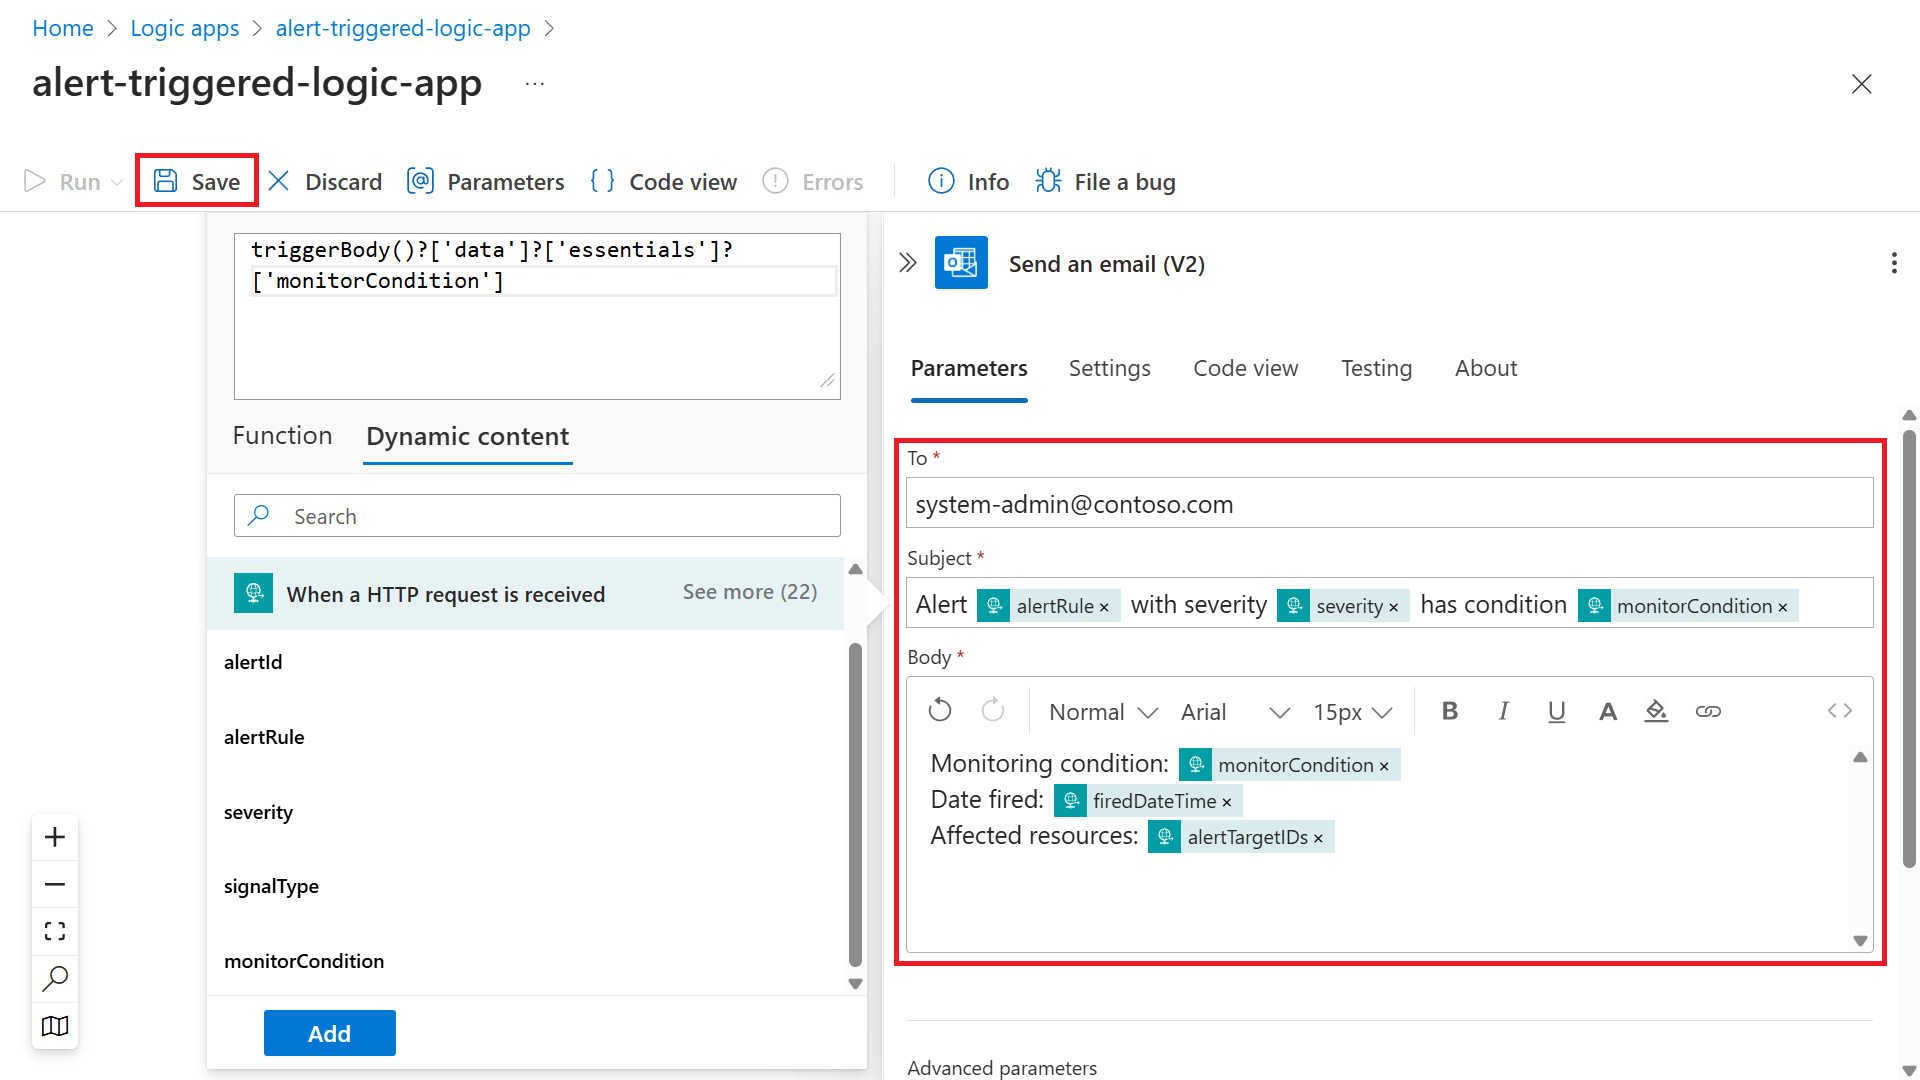 Home > Logic apps > alert-triggered-logic-app >
alert-triggered-logic-app ...
Run Save Discard Parameters Code view Errors Info File a bug
triggerBody()?['data']?['essentials']?
['monitorCondition']
Function Dynamic content
Search
When a HTTP request is received See more (22)
alertId
alertRule
severity
signalType
monitorCondition
Add
Send an email (V2)
Parameters Settings Code view Testing About
To *
system-admin@contoso.com
Subject *
Alert alertRule × with severity severity × has condition monitorCondition ×
Body *
Normal Arial 15px B I U A
Monitoring condition: monitorCondition ×
Date fired: firedDateTime ×
Affected resources: alertTargetIDs ×
Advanced parameters